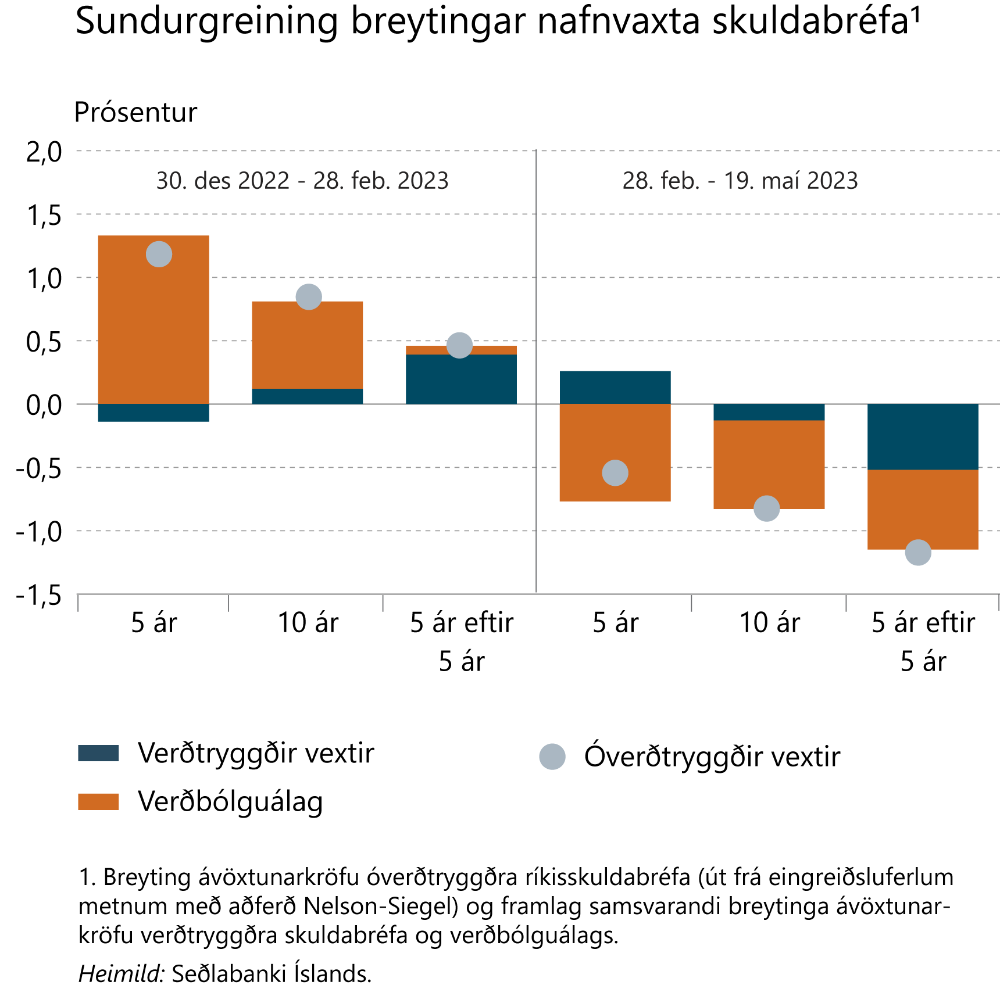 Sundurgreining breytingar nafnvaxta skuldabréfa¹
Prósentur
2,0
30. des 2022 - 28. feb. 2023
28. feb. - 19. maí 2023
1,5
1,0
0,5
0,0
-0,5
-1,0
-1,5
5 ár
10 ár
5 ár eftir
5 ár
5 ár
10 ár
5 ár eftir
5 ár
Verðtryggðir vextir
Óverðtryggðir vextir
Verðbólguálag
1. Breyting ávöxtunarkröfu óverðtryggðra ríkisskuldabréfa (út frá eingreiðsluferlum
metnum með aðferð Nelson-Siegel) og framlag samsvarandi breytinga ávöxtunar-
kröfu verðtryggðra skuldabréfa og verðbólguálags.
Heimild: Seðlabanki Íslands.